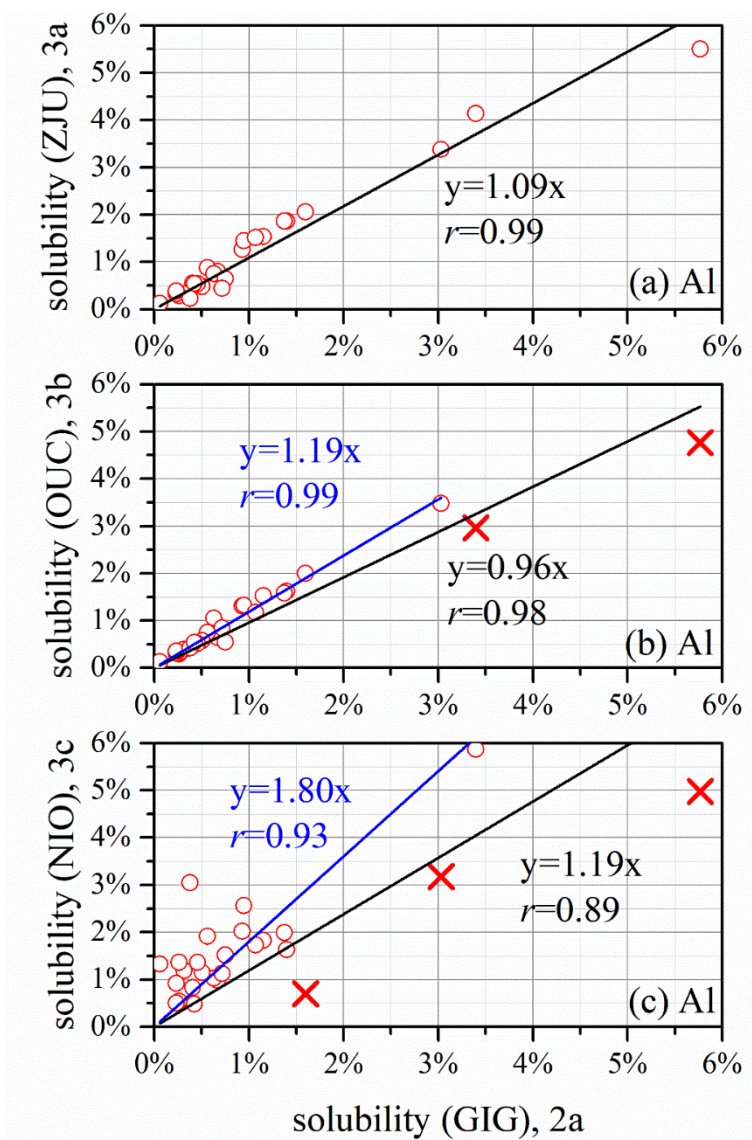 6%
5%
4%
3%
2%
1%
0%
solubility (ZJU), 3a
y=1.09x
r=0.99
(a) Al
0% 1% 2% 3% 4% 5% 6%
6%
5%
4%
3%
2%
1%
0%
solubility (OUC), 3b
y=1.19x
r=0.99
y=0.96x
r=0.98
(b) Al
0% 1% 2% 3% 4% 5% 6%
6%
5%
4%
3%
2%
1%
0%
solubility (NIO), 3c
y=1.80x
r=0.93
y=1.19x
r=0.89
(c) Al
0% 1% 2% 3% 4% 5% 6%
solubility (GIG), 2a